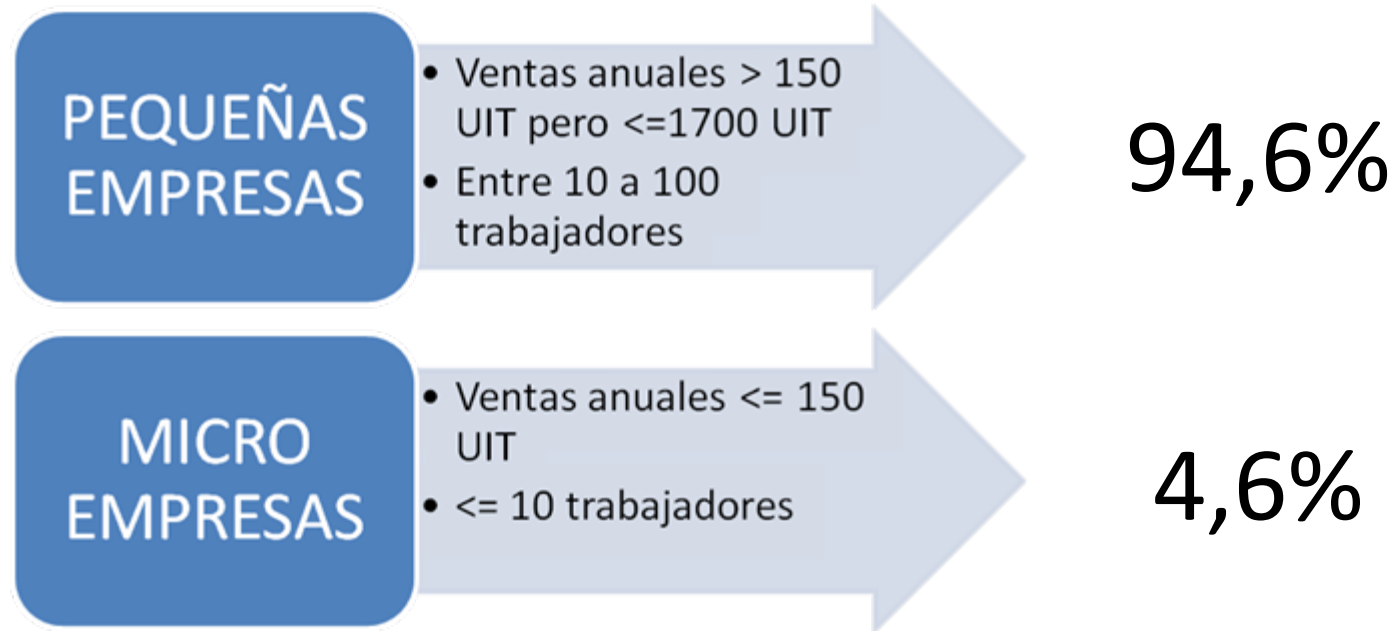 PEQUEÑAS
EMPRESAS
• Ventas anuales > 150
UIT pero <=1700 UIT
• Entre 10 a 100
trabajadores
94,6%
MICRO
EMPRESAS
• Ventas anuales <= 150
UIT
• <= 10 trabajadores
4,6%